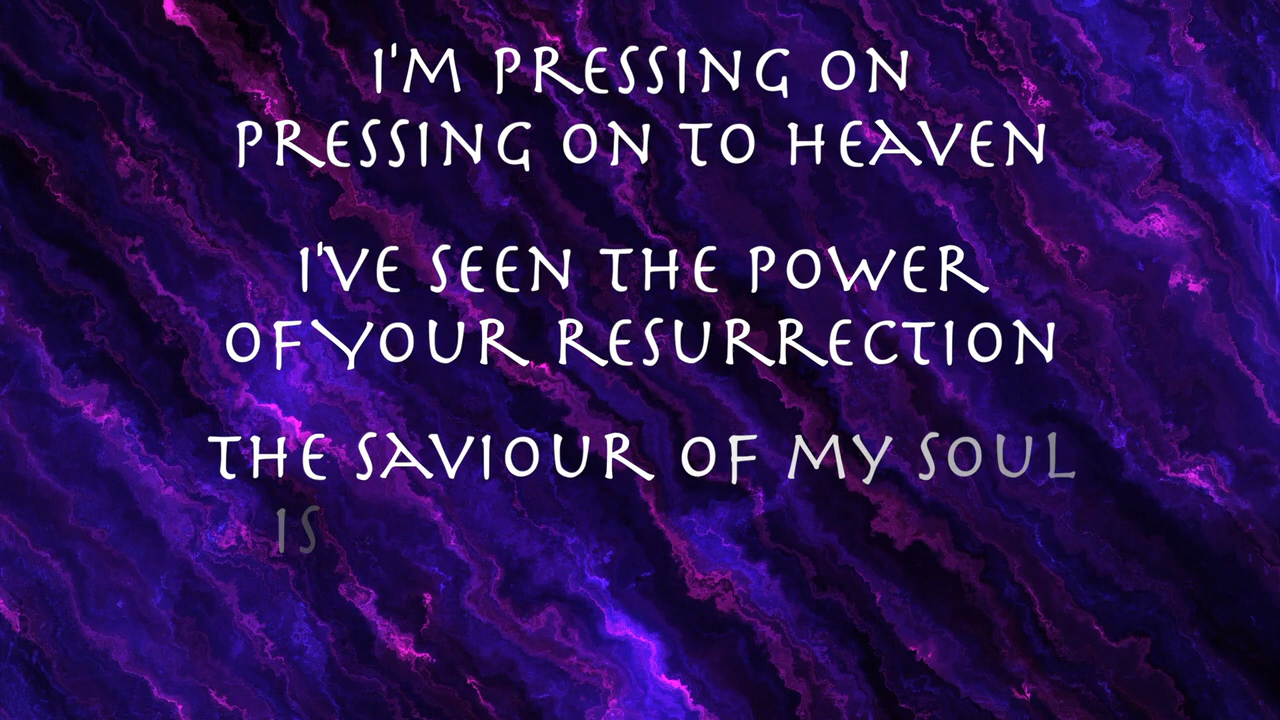 I'M PRESSING ON
PRESSING ON TO HEAVEN
I'VE SEEN THE POWER
OF YOUR RESURRECTION
THE SAVIOUR OF MY SOUL
IS